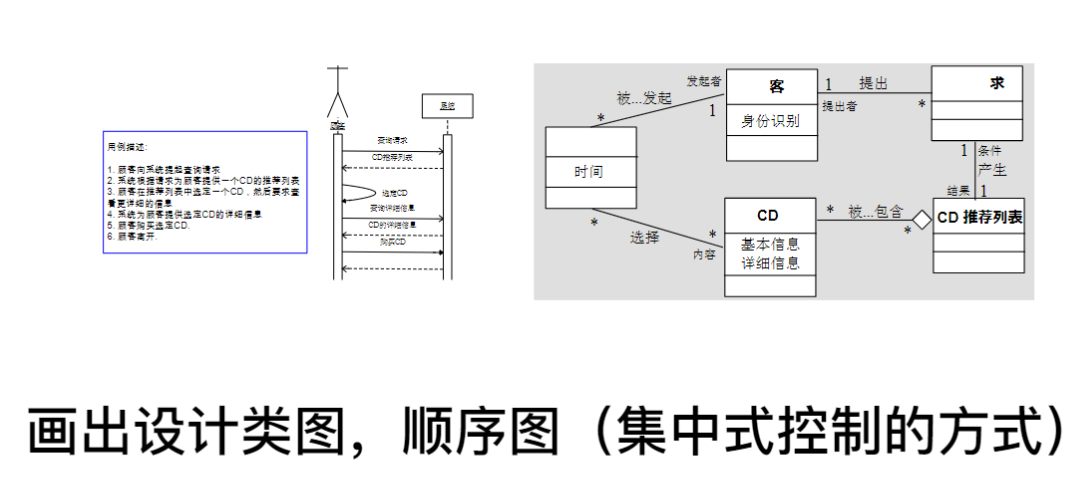 用例描述:
1. 顾客向系统提起查询请求
2. 系统根据请求为顾客提供一个CD的推荐列表
3. 顾客在推荐列表中选定一个CD，然后要求查
看更详细的信息
4. 系统为顾客提供选定CD的详细信息
5. 顾客购买选定CD.
6. 顾客离开.
顾客
系统
查询请求
CD推荐列表
选定CD
查询详细信息
CD的详细信息
购买CD
发起者
客
1
提出
求
被...发起
提出者
*
*
1
身份识别
时间
1
条件
产生
结果
1
*
选择
*
内容
CD
基本信息
详细信息
*
被...包含
*
CD 推荐列表
画出设计类图，顺序图（集中式控制的方式）